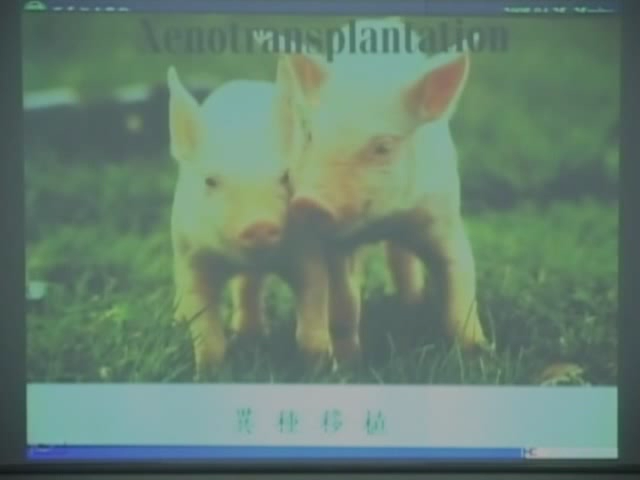 Xenotransplantation
異種移植